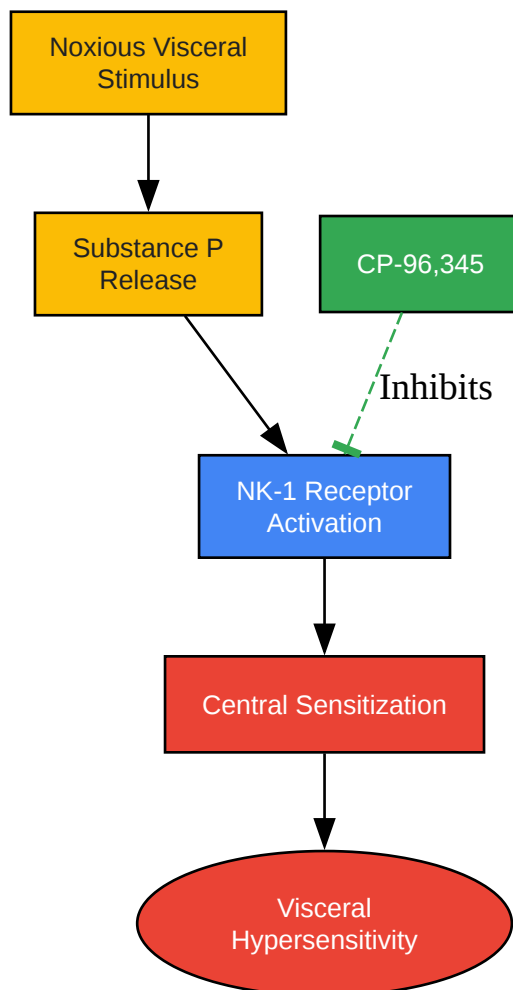 Noxious Visceral
Stimulus
Substance P
Release
CP-96,345
Inhibits
NK-1 Receptor
Activation
Central Sensitization
Visceral
Hypersensitivity